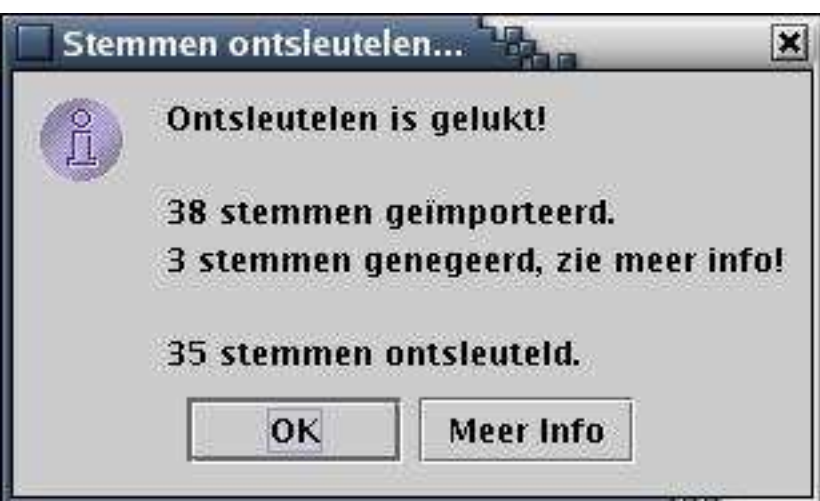 Stemmen ontsleutelen...
Ontsleutelen is gelukt!
38 stemmen geïmporteerd.
3 stemmen genegeerd, zie meer info!
35 stemmen ontsleuteld.
OK
Meer Info